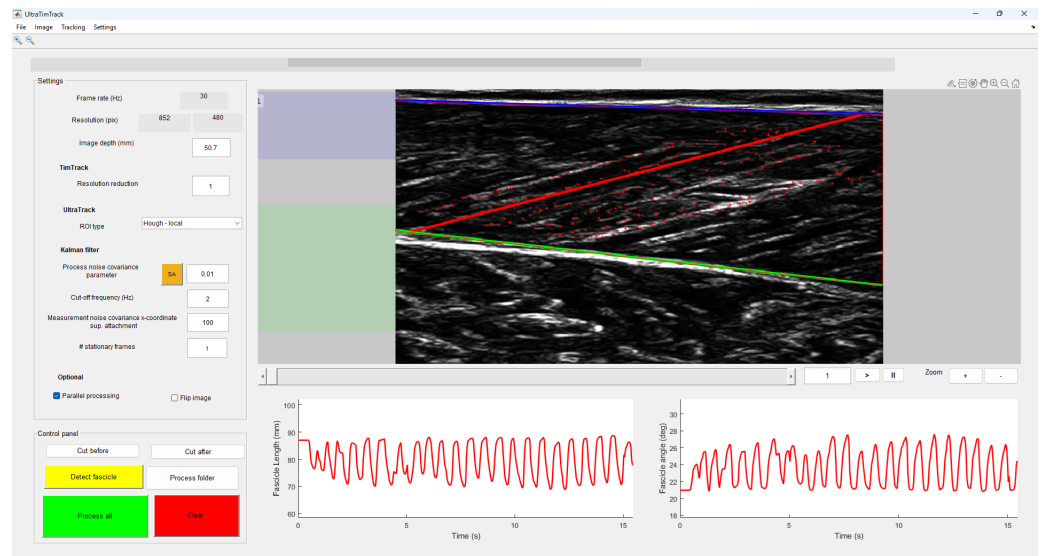 UltraTimTrack
File Image Tracking Settings
Settings
Frame rate (Hz) 30
Resolution (pix) 852 480
Image depth (mm) 50.7
TimTrack
Resolution reduction 1
UltraTrack
ROI type Hough - local
Kalman filter
Process noise covariance
parameter SA 0.01
Cut-off frequency (Hz) 2
Measurement noise covariance x-coordinate
sup. attachment 100
# stationary frames 1
Optional
Parallel processing Flip image
Control panel
Cut before Cut after
Detect fascicle Process folder
Process all Clear
1
1 > II Zoom + -
Fascicle Length (mm)
100
90
80
70
60
0 5 10 15
Time (s)
Fascicle angle (deg)
30
28
26
24
22
20
18
0 5 10 15
Time (s)